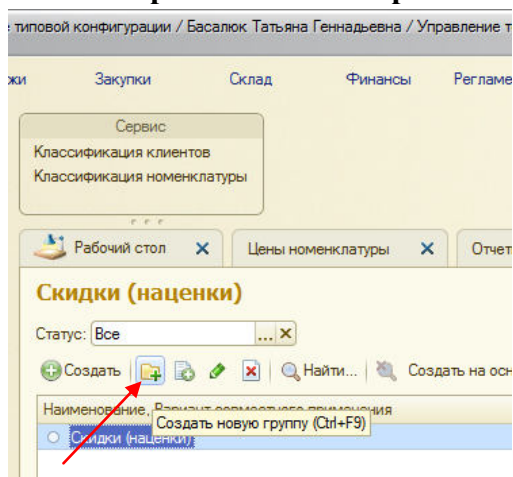 типовой конфигурации / Басалюк Татьяна Геннадьевна / Управление т
Закупки Склад Финансы Регламе
Сервис
Классификация клиентов
Классификация номенклатуры
Рабочий стол Цены номенклатуры Отчет
Скидки (наценки)
Статус: Все ...
Создать Найти... Создать на осн
Наименование, Вариант совместного применения
Создать новую группу (Ctrl+F9)
Скидки (наценки)